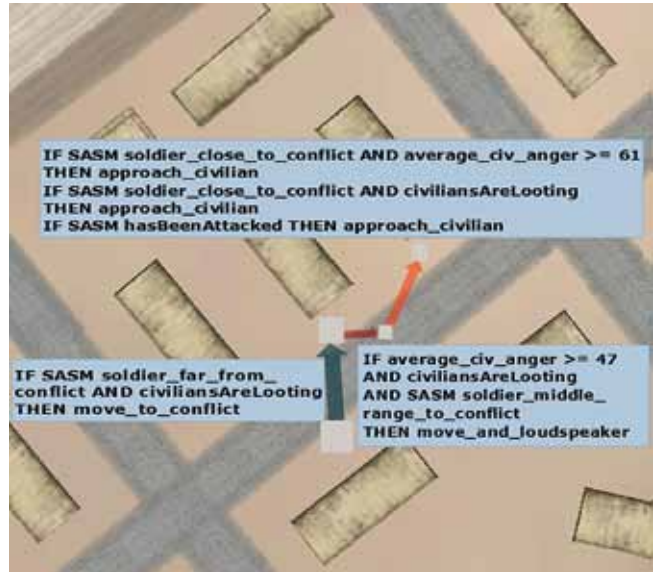 IF SASM soldier_close_to_conflict AND average_civ_anger >= 61
THEN approach_civilian
IF SASM soldier_close_to_conflict AND civiliansAreLooting
THEN approach_civilian
IF SASM hasBeenAttacked THEN approach_civilian
IF SASM soldier_far_from_
conflict AND civiliansAreLooting
THEN move_to_conflict
IF average_civ_anger >= 47
AND civiliansAreLooting
AND SASM soldier_middle_
range_to_conflict
THEN move_and_loudspeaker